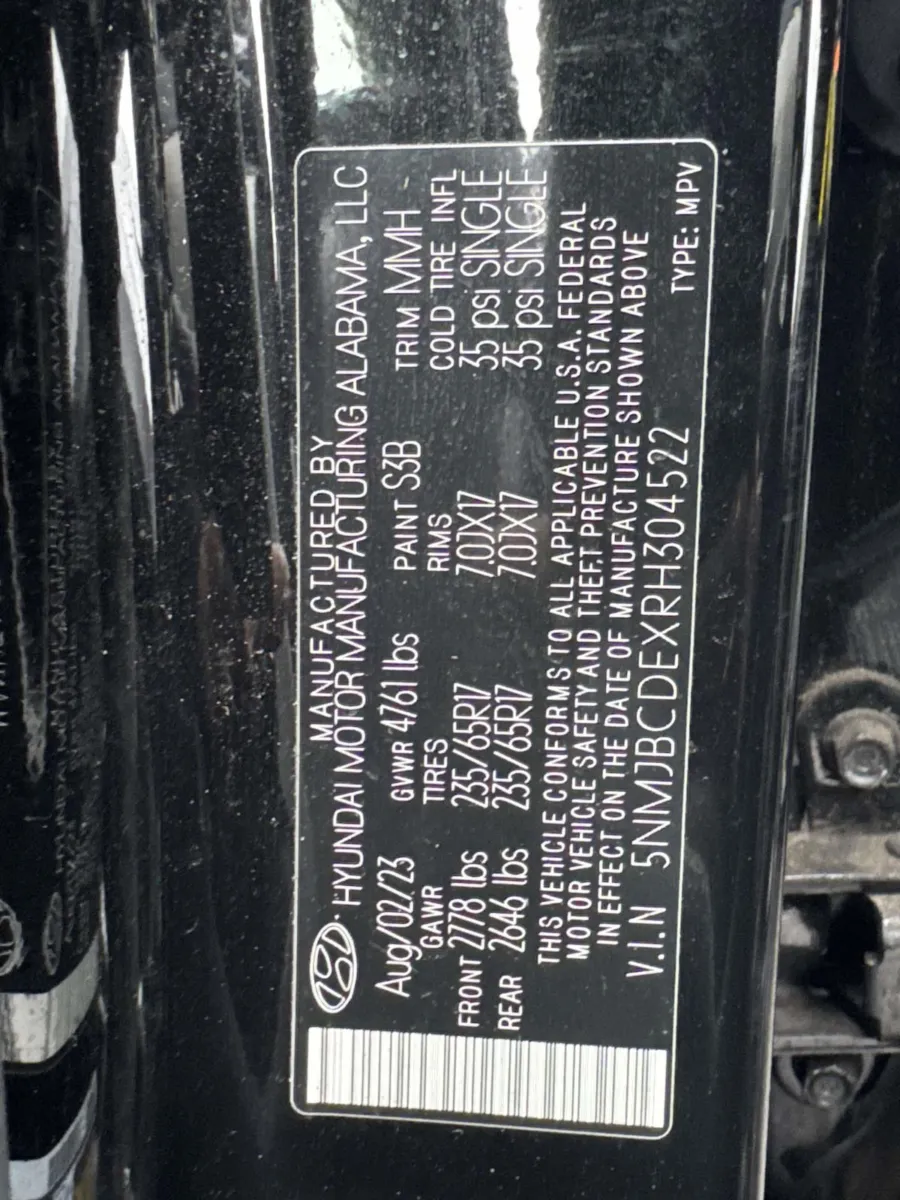 MANUFACTURED BY
HYUNDAI MOTOR MANUFACTURING ALABAMA, LLC
Aug/02/23 GVWR 4761 lbs PAINT S3B TRIM MMH
GAWR TIRES RIMS COLD TIRE INFL
FRONT 2778 lbs 235/65R17 7.0JX17 35 psi SINGLE
REAR 2646 lbs 235/65R17 7.0JX17 35 psi SINGLE
THIS VEHICLE CONFORMS TO ALL APPLICABLE U.S.A. FEDERAL
MOTOR VEHICLE SAFETY AND THEFT PREVENTION STANDARDS
IN EFFECT ON THE DATE OF MANUFACTURE SHOWN ABOVE
V.I.N 5NMJBCDEXRH304522 TYPE: MPV